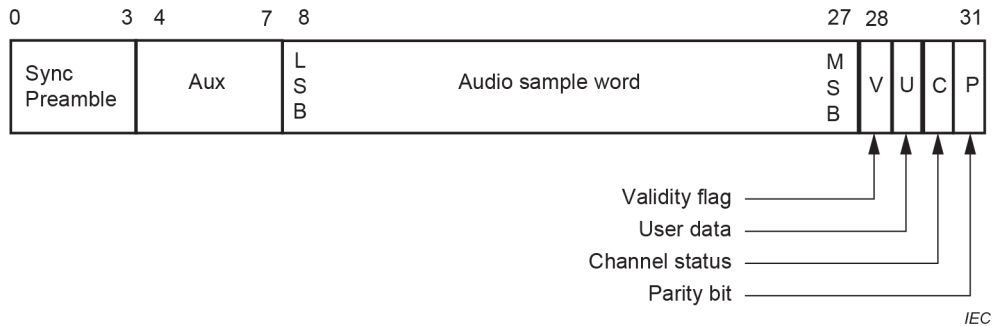 0 3 4 7 8 27 28 31
Sync
Preamble
Aux
L
S
B
Audio sample word
M
S
B
V
U
C
P
Validity flag
User data
Channel status
Parity bit
IEC